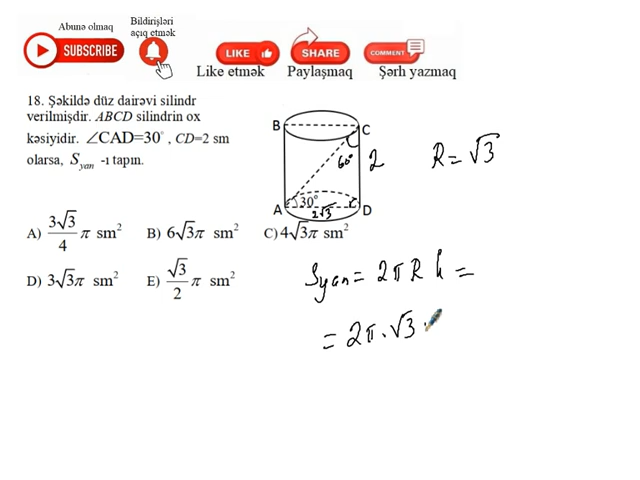 Abunə olmaq
Bildirişləri
açıq etmək
SUBSCRIBE
LIKE
SHARE
COMMENT
Like etmək Paylaşmaq Şərh yazmaq
18. Şəkildə düz dairəvi silindr
verilmişdir. ABCD silindrin ox
kəsiyidir. ∠CAD=30°, CD=2 sm
olarsa, S_yan -ı tapın.
B C
60° 2
A 30° D
2√3
R = √3
A) 3√3/4 π sm² B) 6√3π sm² C) 4√3π sm²
D) 3√3π sm² E) √3/2 π sm²
Syan = 2πRh =
= 2π·√3·